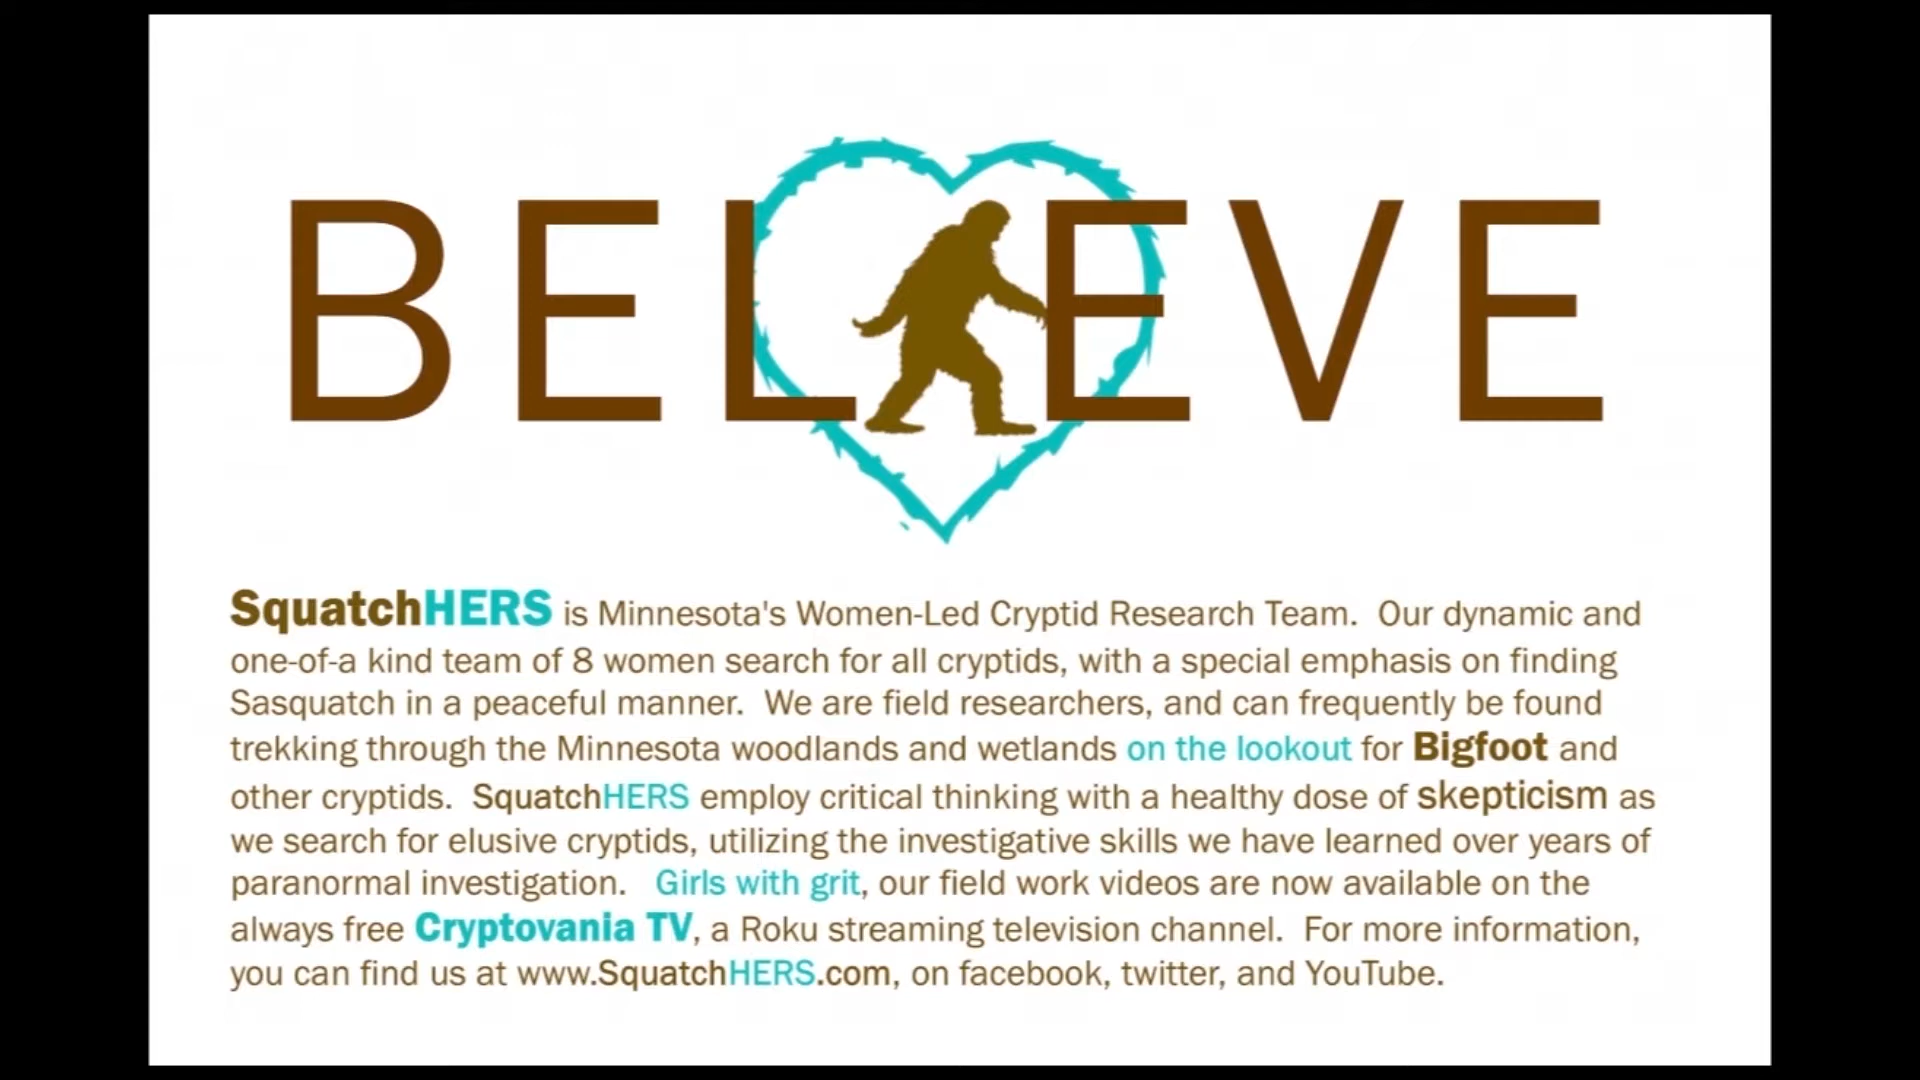 BEL EVE
SquatchHERS is Minnesota's Women-Led Cryptid Research Team. Our dynamic and
one-of-a kind team of 8 women search for all cryptids, with a special emphasis on finding
Sasquatch in a peaceful manner. We are field researchers, and can frequently be found
trekking through the Minnesota woodlands and wetlands on the lookout for Bigfoot and
other cryptids. SquatchHERS employ critical thinking with a healthy dose of skepticism as
we search for elusive cryptids, utilizing the investigative skills we have learned over years of
paranormal investigation. Girls with grit, our field work videos are now available on the
always free Cryptovania TV, a Roku streaming television channel. For more information,
you can find us at www.SquatchHERS.com, on facebook, twitter, and YouTube.